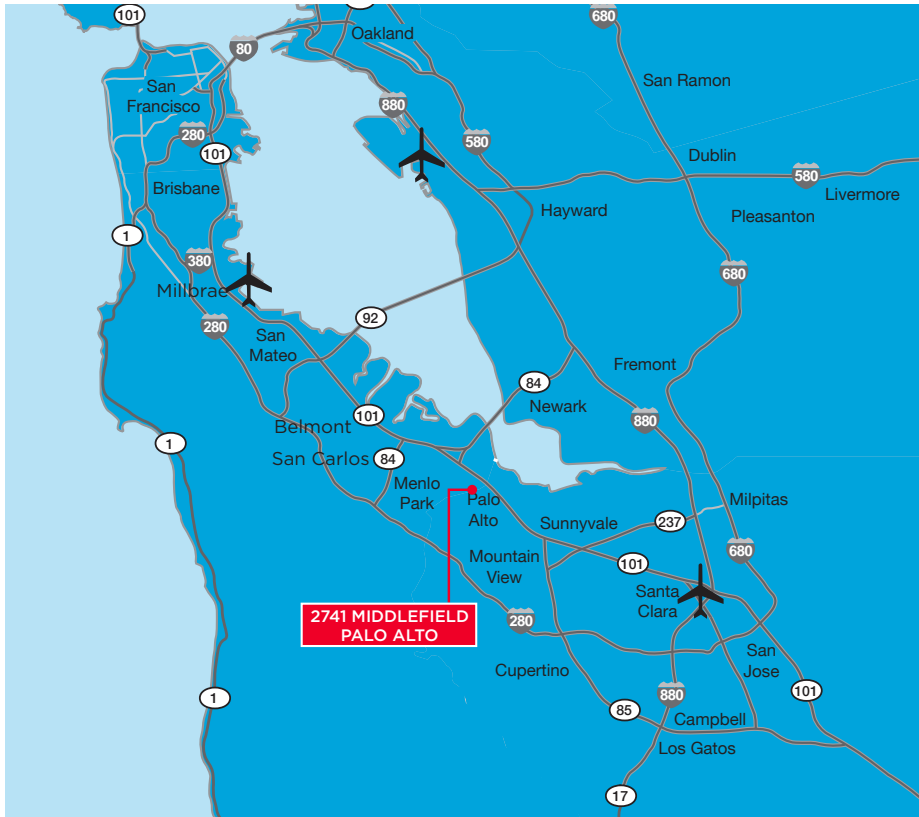 101
80
Oakland
680
San
Francisco
San Ramon
880
280
101
580
Dublin
580
Livermore
Brisbane
Hayward
Pleasanton
1
380
680
Millbrae
280
92
San
Mateo
Fremont
84
Newark
101
Belmont
880
1
San Carlos
84
Menlo
Park
Palo
Alto
Milpitas
Sunnyvale
237
680
Mountain
View
101
Santa
Clara
2741 MIDDLEFIELD
PALO ALTO
280
San
Jose
Cupertino
880
101
1
85
Campbell
Los Gatos
17